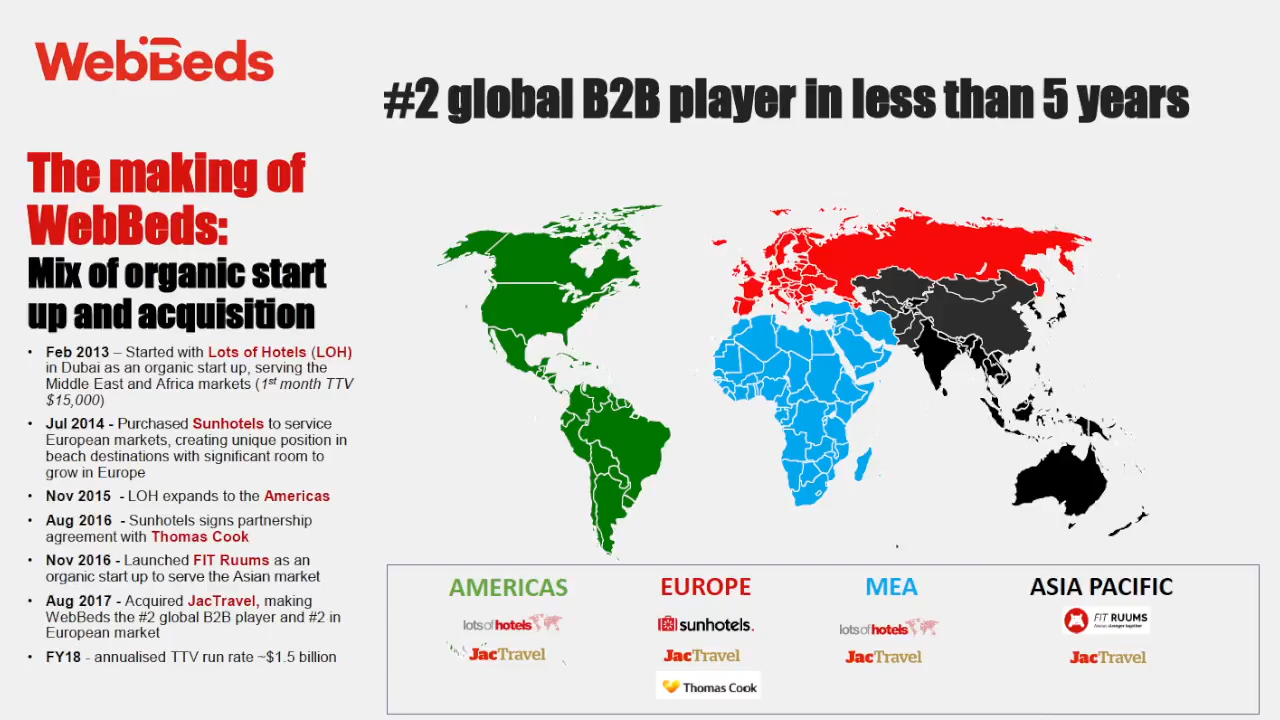 WebBeds
#2 global B2B player in less than 5 years
The making of
WebBeds:
Mix of organic start
up and acquisition
• Feb 2013 – Started with Lots of Hotels (LOH)
in Dubai as an organic start up, serving the
Middle East and Africa markets (1st month TTV
$15,000)
• Jul 2014 - Purchased Sunhotels to service
European markets, creating unique position in
beach destinations with significant room to
grow in Europe
• Nov 2015 - LOH expands to the Americas
• Aug 2016 - Sunhotels signs partnership
agreement with Thomas Cook
• Nov 2016 - Launched FIT Ruums as an
organic start up to serve the Asian market
• Aug 2017 - Acquired JacTravel, making
WebBeds the #2 global B2B player and #2 in
European market
• FY18 - annualised TTV run rate ~$1.5 billion
AMERICAS
lotsofhotels
JacTravel
EUROPE
sunhotels.
JacTravel
Thomas Cook
MEA
lotsofhotels
JacTravel
ASIA PACIFIC
FIT RUUMS
JacTravel